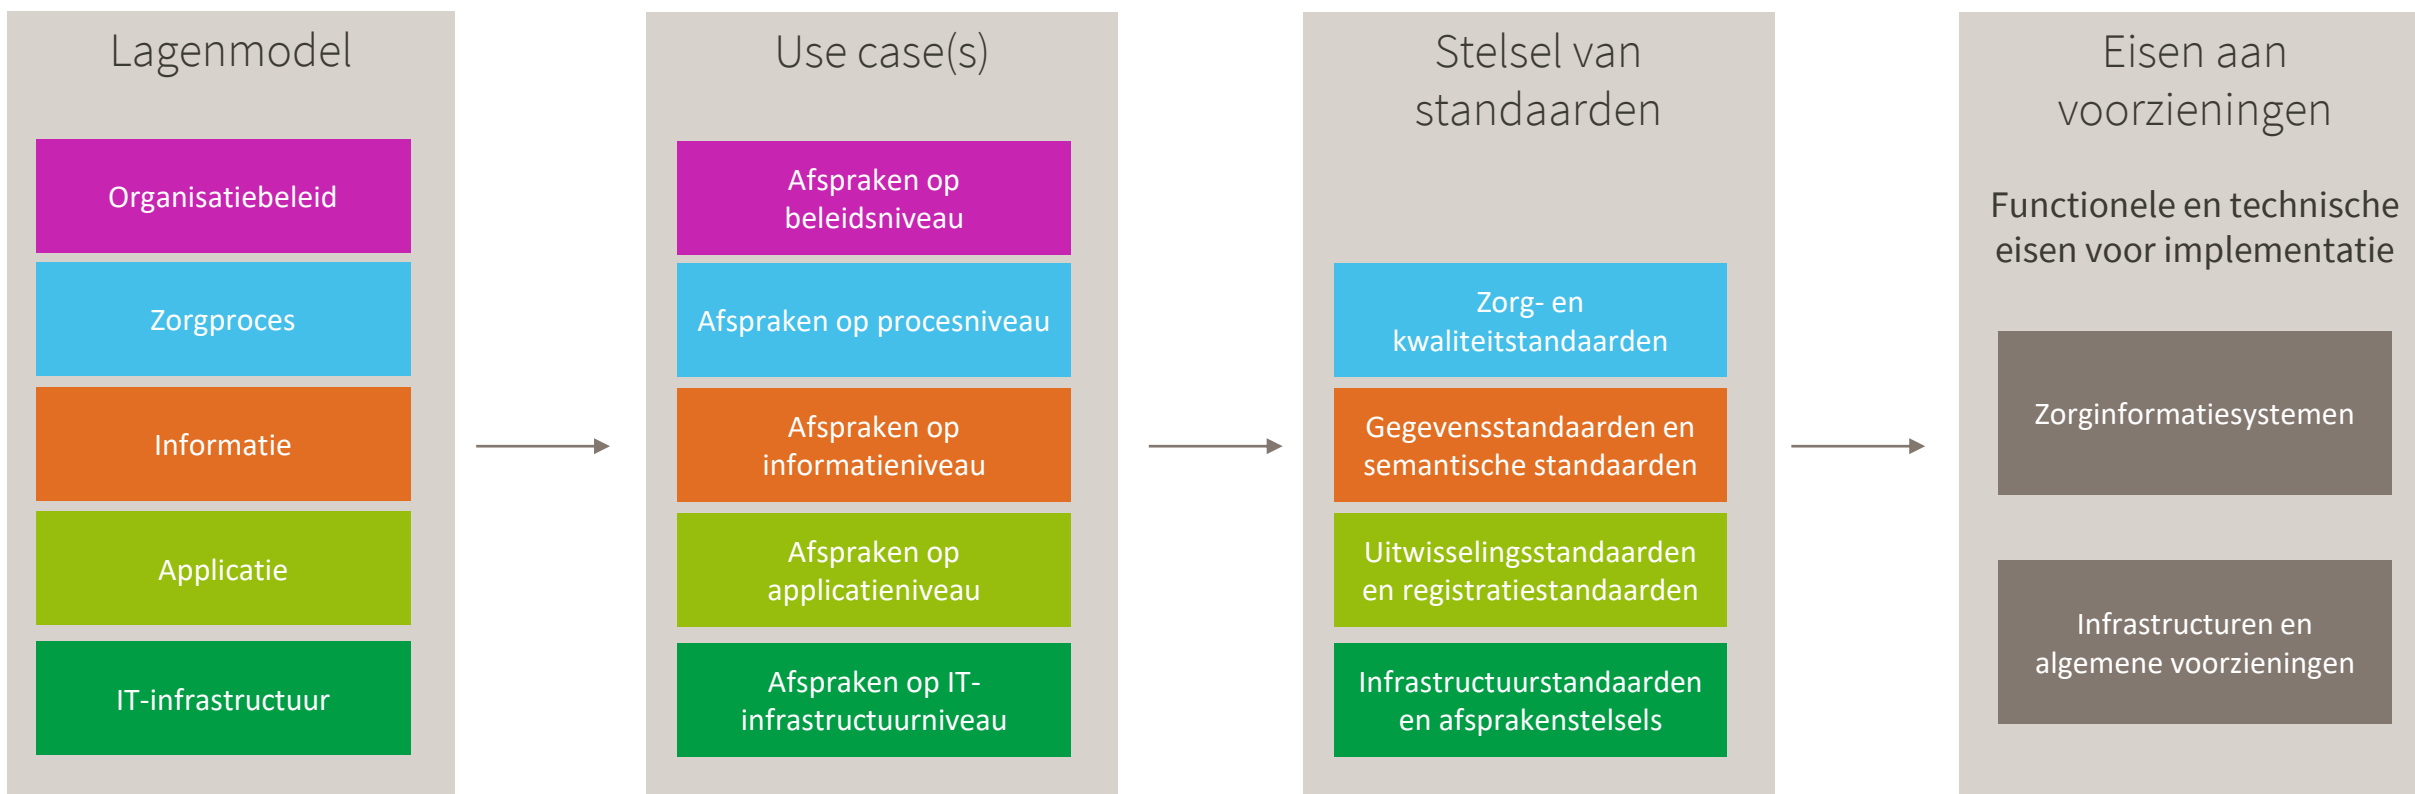 Lagenmodel
Organisatiebeleid
Zorgproces
Informatie
Applicatie
IT-infrastructuur
Use case(s)
Afspraken op
beleidsniveau
Afspraken op procesniveau
Afspraken op
informatieniveau
Afspraken op
applicatieniveau
Afspraken op IT-
infrastructuurniveau
Stelsel van
standaarden
Zorg- en
kwaliteitstandaarden
Gegevensstandaarden en
semantische standaarden
Uitwisselingsstandaarden
en registratiestandaarden
Infrastructuurstandaarden
en afsprakenstelsels
Eisen aan
voorzieningen
Functionele en technische
eisen voor implementatie
Zorginformatiesystemen
Infrastructuren en
algemene voorzieningen